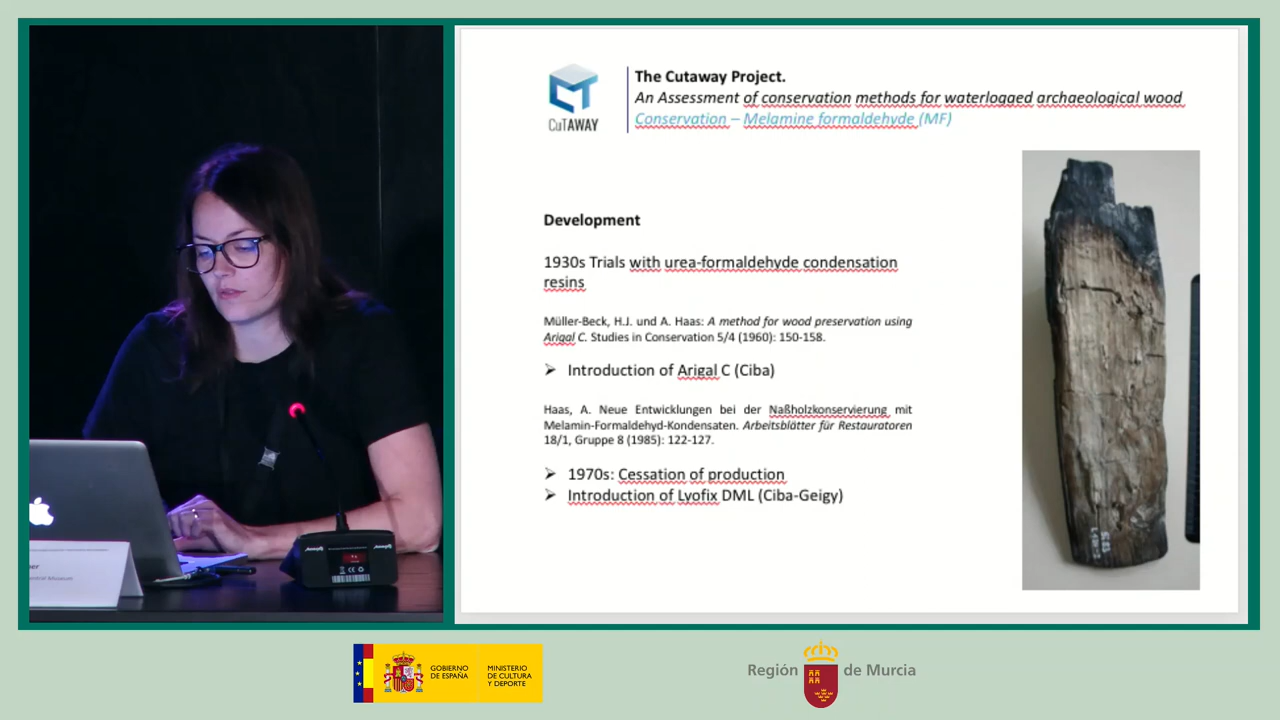 The Cutaway Project.
An Assessment of conservation methods for waterlogged archaeological wood
Conservation – Melamine formaldehyde (MF)
CuTAWAY
Development
1930s Trials with urea-formaldehyde condensation
resins
Müller-Beck, H.J. und A. Haas: A method for wood preservation using
Arigal C. Studies in Conservation 5/4 (1960): 150-158.
➢ Introduction of Arigal C (Ciba)
Haas, A. Neue Entwicklungen bei der Naßholzkonservierung mit
Melamin-Formaldehyd-Kondensaten. Arbeitsblätter für Restauratoren
18/1, Gruppe 8 (1985): 122-127.
➢ 1970s: Cessation of production
➢ Introduction of Lyofix DML (Ciba-Geigy)
GOBIERNO
DE ESPAÑA
MINISTERIO
DE CULTURA
Y DEPORTE
Región de Murcia